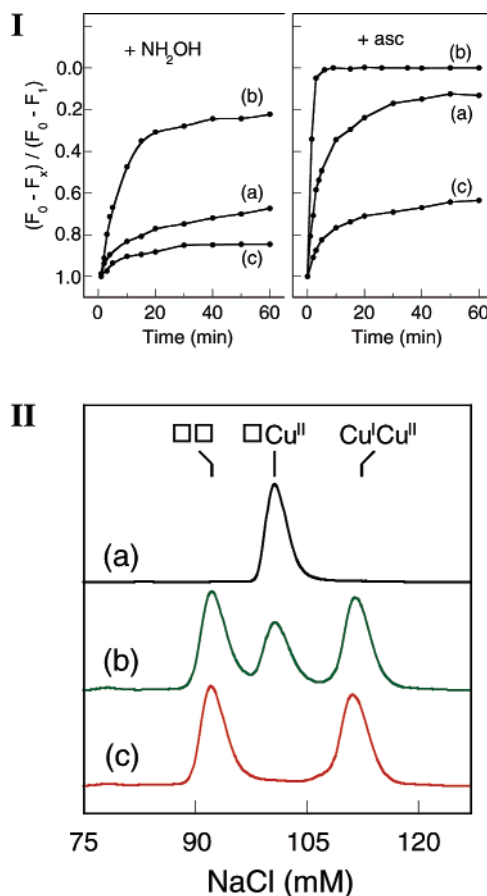 I
+ NH₂OH
+ asc
(F₀ - Fₓ) / (F₀ - F₁)
0.0
0.2
0.4
0.6
0.8
1.0
(b)
(a)
(c)
(b)
(a)
(c)
0 20 40 60
0 20 40 60
Time (min)
Time (min)
II
□□ □Cuᴵᴵ CuᴵCuᴵᴵ
(a)
(b)
(c)
75 90 105 120
NaCl (mM)